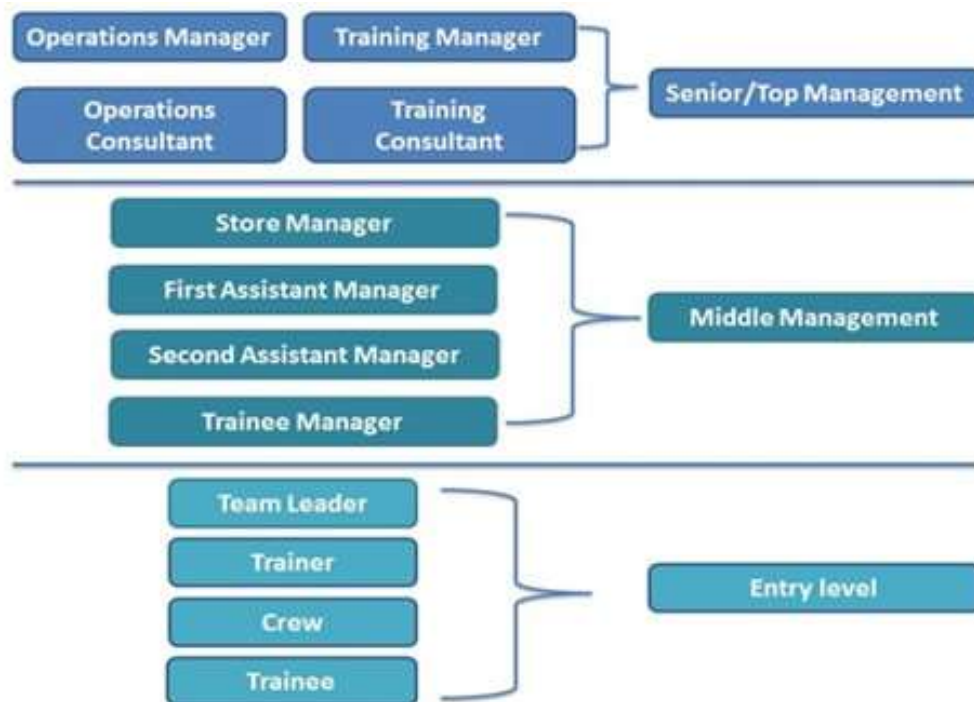 Operations Manager
Training Manager
Operations
Consultant
Training
Consultant
Senior/Top Management
Store Manager
First Assistant Manager
Second Assistant Manager
Trainee Manager
Middle Management
Team Leader
Trainer
Crew
Trainee
Entry level